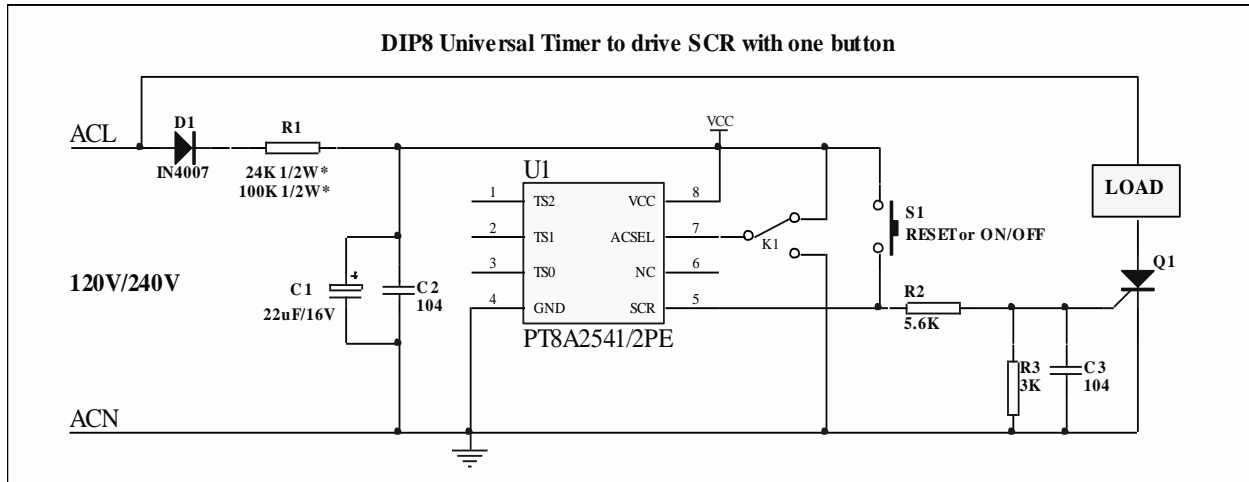 DIP8 Universal Timer to drive SCR with one button
ACL
D1
IN4007
R1
24K 1/2W*
100K 1/2W*
VCC
U1
1
TS2
VCC
8
2
TS1
ACSEL
7
3
TS0
NC
6
4
GND
SCR
5
PT8A2541/2PE
K1
S1
RESET or ON/OFF
LOAD
Q1
120V/240V
C1
+
22uF/16V
C2
104
R2
5.6K
R3
3K
C3
104
ACN